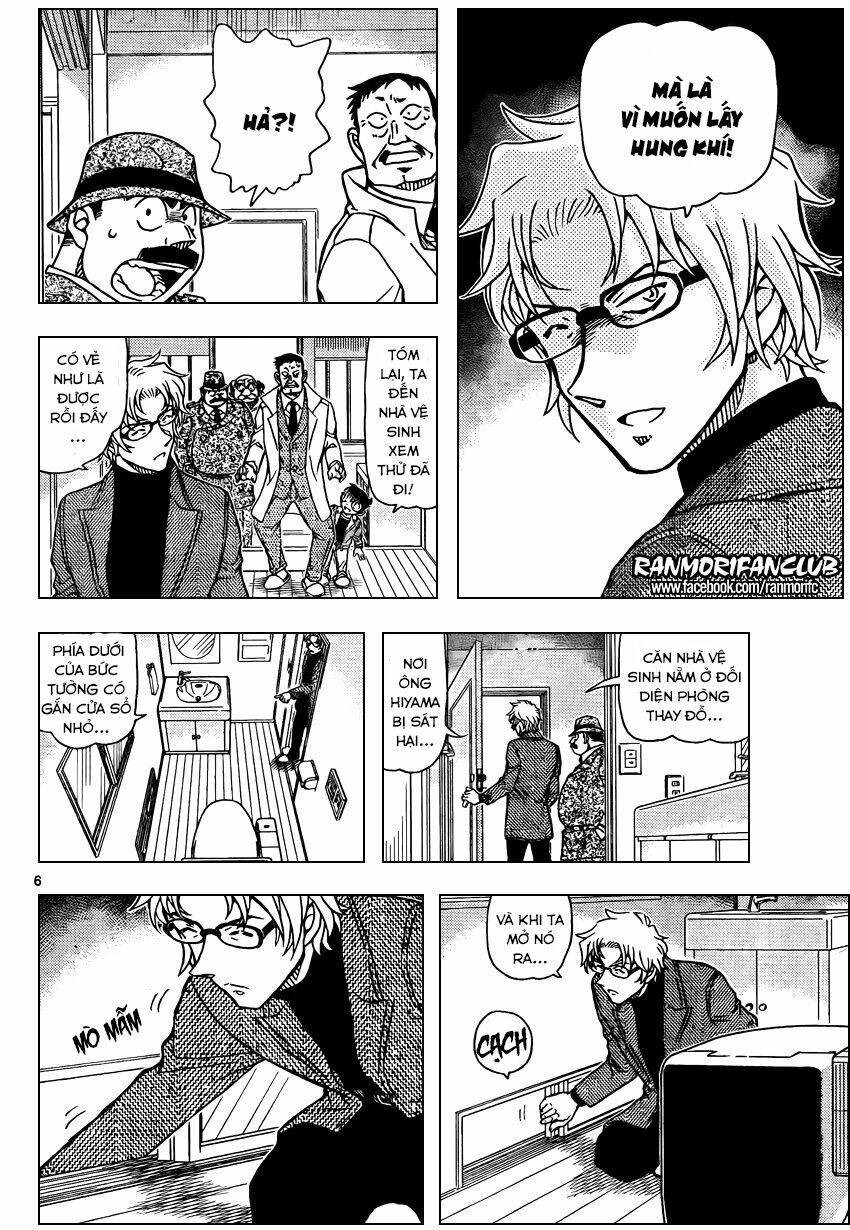 MÀ LÀ
VÌ MUỐN LẤY
HUNG KHÍ!
HẢ?!
RANMORIFANCLUB
www.facebook.com/ranmorifc
TÓM
LẠI, TA
ĐẾN
NHÀ VỆ
SINH
XEM
THỬ ĐÃ
ĐI!
CÓ VẺ
NHƯ LÀ
ĐƯỢC
RỒI ĐẤY
...
CĂN NHÀ VỆ
SINH NẰM Ở ĐỐI
DIỆN PHÒNG
THAY ĐỒ...
NƠI
ÔNG
HIYAMA
BỊ SÁT
HẠI...
PHÍA DƯỚI
CỦA BỨC
TƯỜNG CÓ
GẮN CỬA SỔ
NHỎ...
6
VÀ KHI TA
MỞ NÓ
RA...
CẠCH
MÒ MẪM